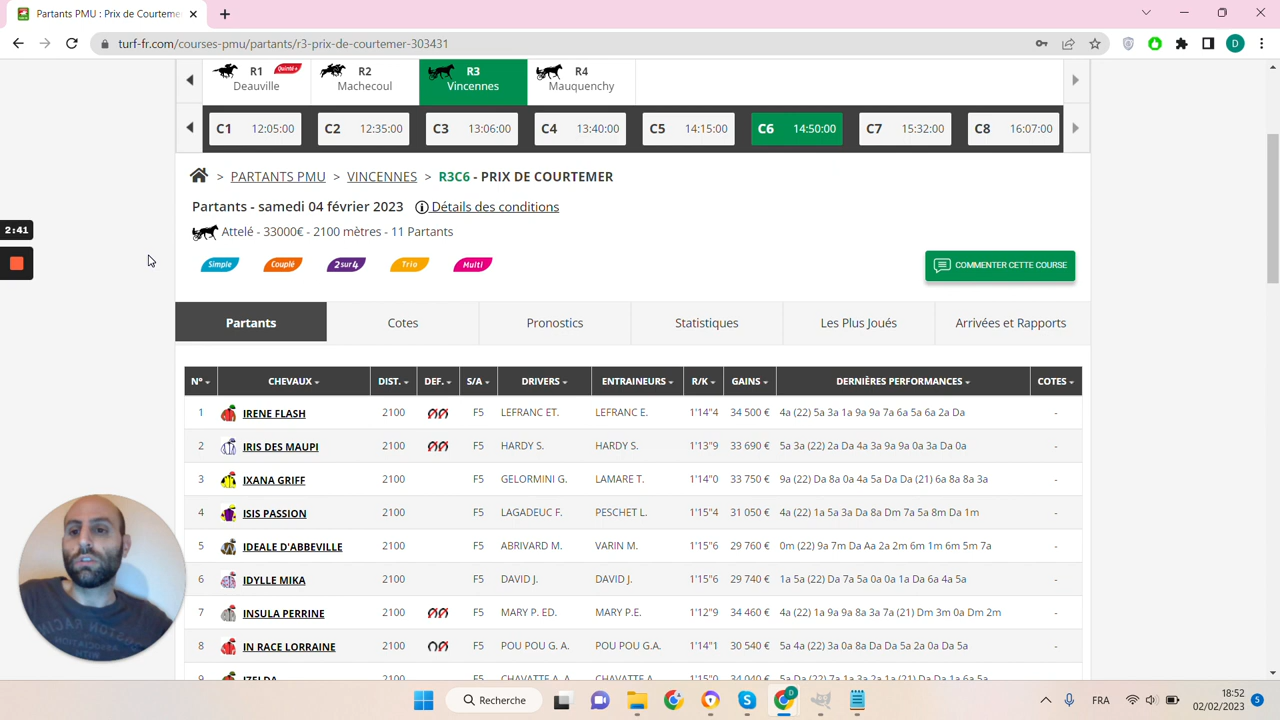 Partants PMU : Prix de Courteme
turf-fr.com/courses-pmu/partants/r3-prix-de-courtemer-303431
D
R1 Quinté+
Deauville
R2
Machecoul
R3
Vincennes
R4
Mauquenchy
C1 12:05:00 C2 12:35:00 C3 13:06:00 C4 13:40:00 C5 14:15:00 C6 14:50:00 C7 15:32:00 C8 16:07:00
> PARTANTS PMU > VINCENNES > R3C6 - PRIX DE COURTEMER
Partants - samedi 04 février 2023 Détails des conditions
2:41
Attelé - 33000€ - 2100 mètres - 11 Partants
Simple Couplé 2sur4 Trio Multi
COMMENTER CETTE COURSE
Partants Cotes Pronostics Statistiques Les Plus Joués Arrivées et Rapports
N° CHEVAUX DIST. DEF. S/A DRIVERS ENTRAINEURS R/K GAINS DERNIÈRES PERFORMANCES COTES
1 IRENE FLASH 2100 F5 LEFRANC ET. LEFRANC E. 1'14"4 34 500 € 4a (22) 5a 3a 1a 9a 9a 7a 6a 5a 6a 2a Da -
2 IRIS DES MAUPI 2100 F5 HARDY S. HARDY S. 1'13"9 33 690 € 5a 3a (22) 2a Da 4a 3a 9a 9a 0a 3a Da 0a -
3 IXANA GRIFF 2100 F5 GELORMINI G. LAMARE T. 1'14"0 33 750 € 9a (22) Da 8a 0a 4a 5a Da Da (21) 6a 8a 8a 3a -
4 ISIS PASSION 2100 F5 LAGADEUC F. PESCHET L. 1'15"4 31 050 € 4a (22) 1a 5a 3a Da 8a Dm 7a 5a 8m Da 1m -
5 IDEALE D'ABBEVILLE 2100 F5 ABRIVARD M. VARIN M. 1'15"6 29 760 € 0m (22) 9a 7m Da Aa 2a 2m 6m 1m 6m 5m 7a -
6 IDYLLE MIKA 2100 F5 DAVID J. DAVID J. 1'15"6 29 740 € 1a 5a (22) Da 7a 5a 0a 0a 1a Da 6a 4a 5a -
7 INSULA PERRINE 2100 F5 MARY P. ED. MARY P.E. 1'12"9 34 460 € 4a (22) 1a 9a 9a 8a 3a 7a (21) Dm 3m 0a Dm 2m -
8 IN RACE LORRAINE 2100 F5 POU POU G. A. POU POU G.A. 1'14"1 30 540 € 5a 4a (22) 3a 0a 8a Da Da 5a 2a 0a Da 5a -
Recherche
FRA
18:52
02/02/2023
5